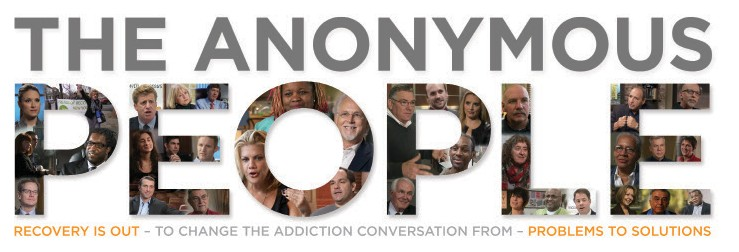 THE ANONYMOUS
PEOPLE
RECOVERY IS OUT – TO CHANGE THE ADDICTION CONVERSATION FROM – PROBLEMS TO SOLUTIONS